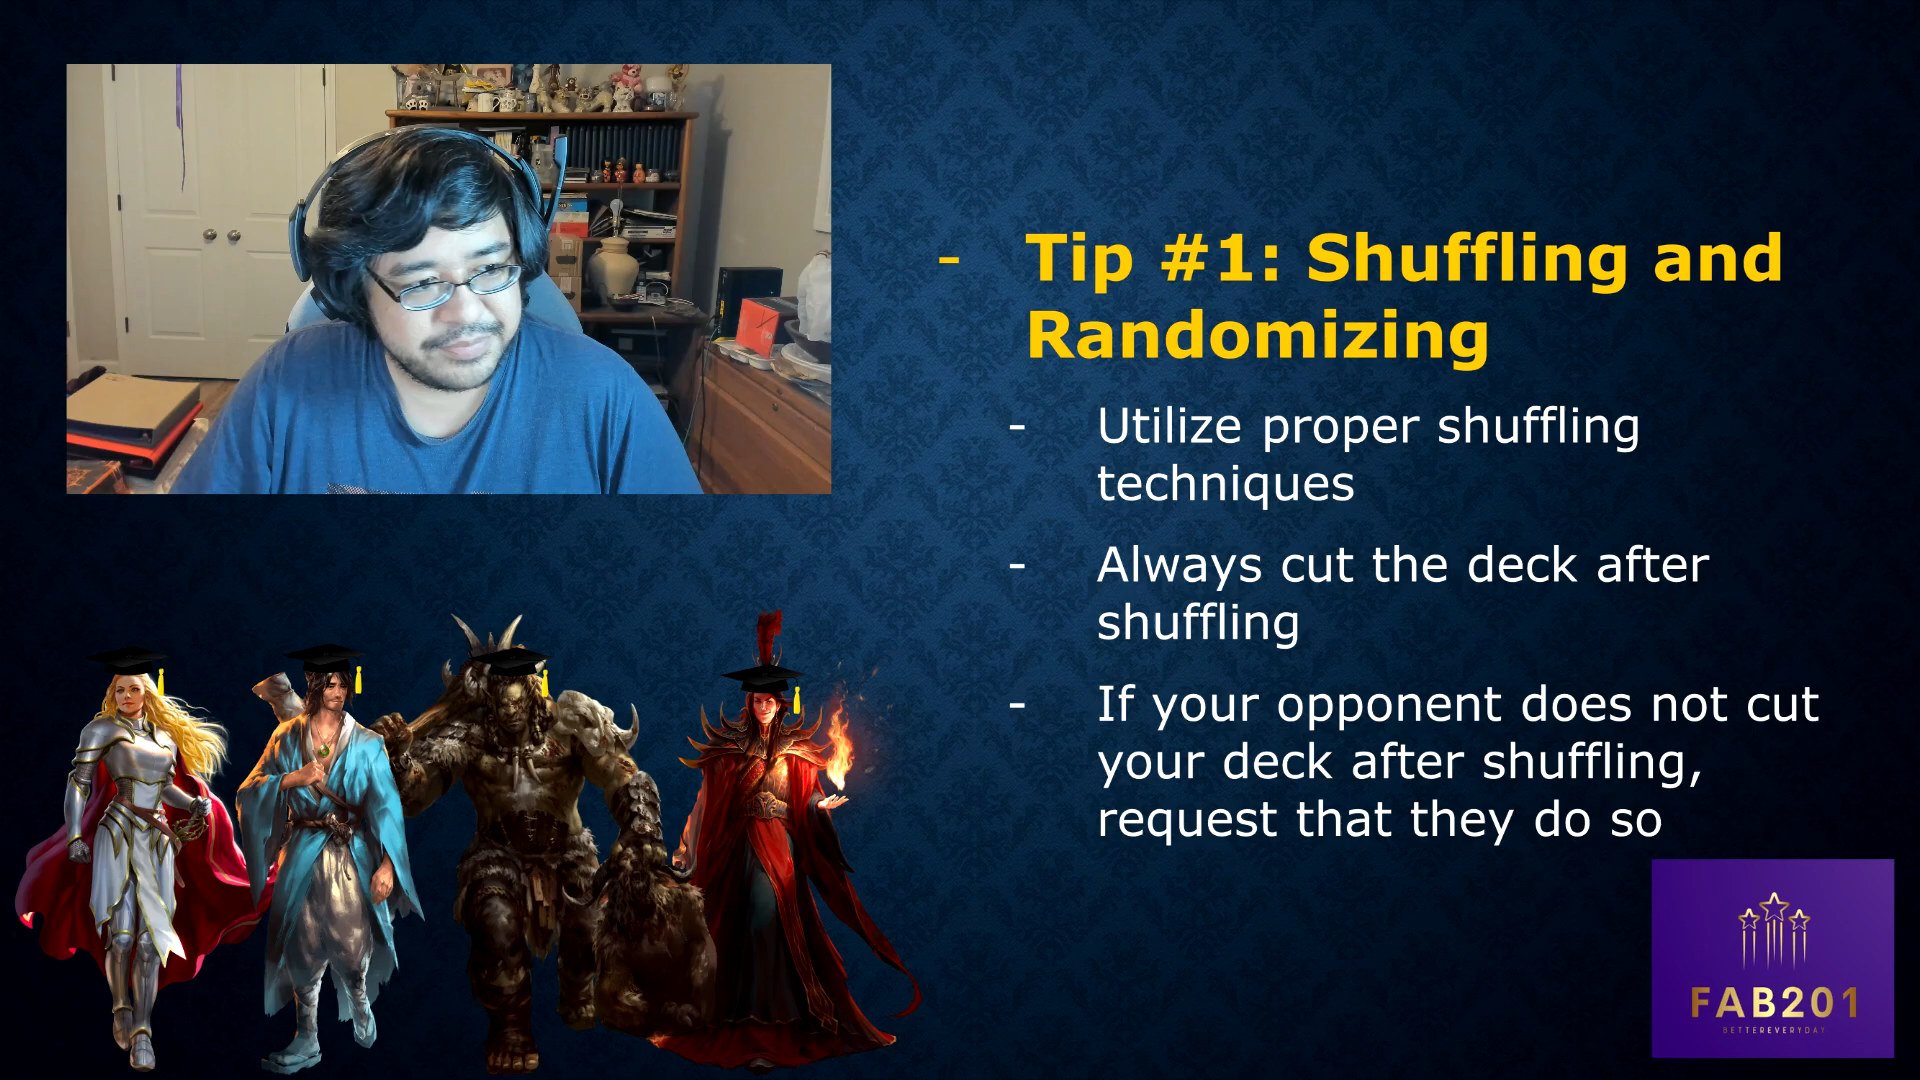 - Tip #1: Shuffling and
Randomizing
- Utilize proper shuffling
techniques
- Always cut the deck after
shuffling
- If your opponent does not cut
your deck after shuffling,
request that they do so
FAB201
BETTEREVERYDAY